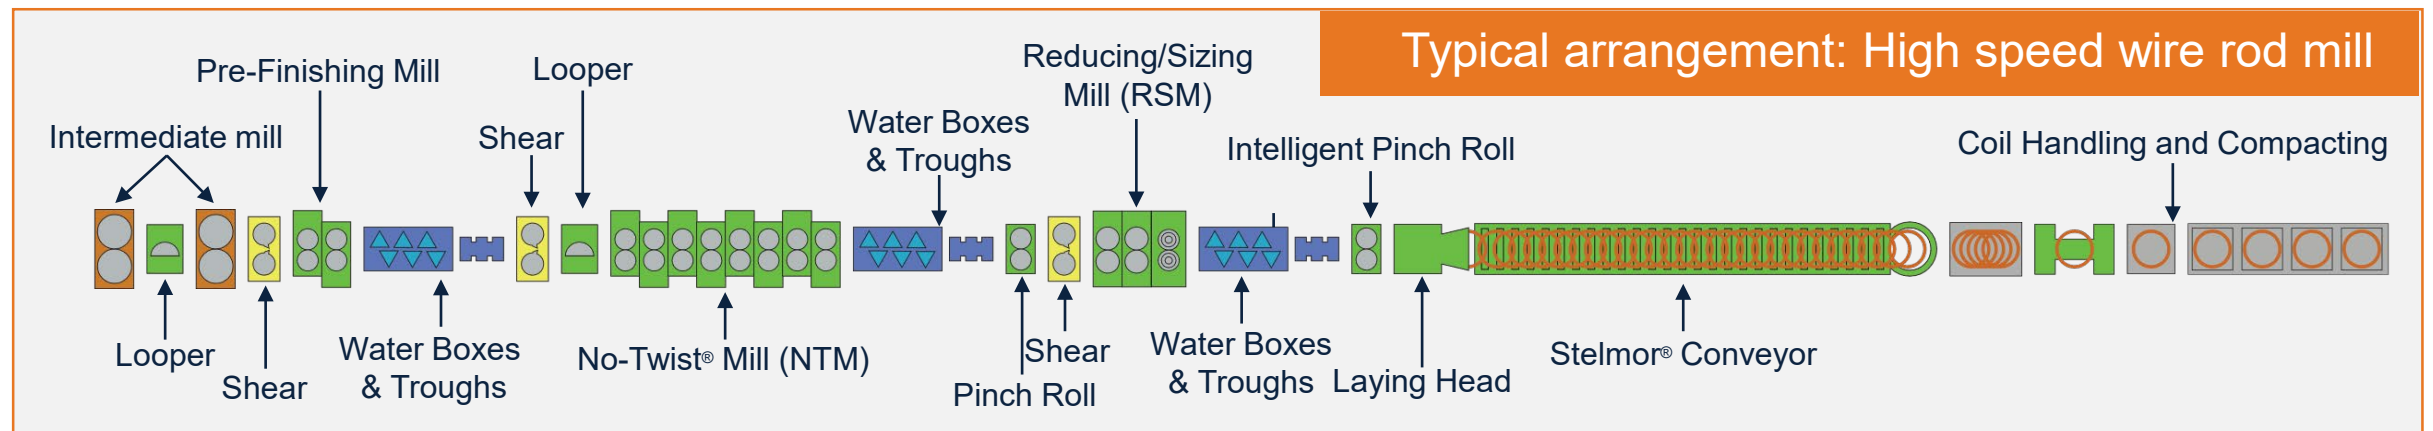 Typical arrangement: High speed wire rod mill
Pre-Finishing Mill
Looper
Reducing/Sizing
Mill (RSM)
Intermediate mill
Shear
Water Boxes
& Troughs
Intelligent Pinch Roll
Coil Handling and Compacting
Looper
Shear
Water Boxes
& Troughs
No-Twist® Mill (NTM)
Pinch Roll
Shear
Water Boxes
& Troughs
Laying Head
Stelmor® Conveyor